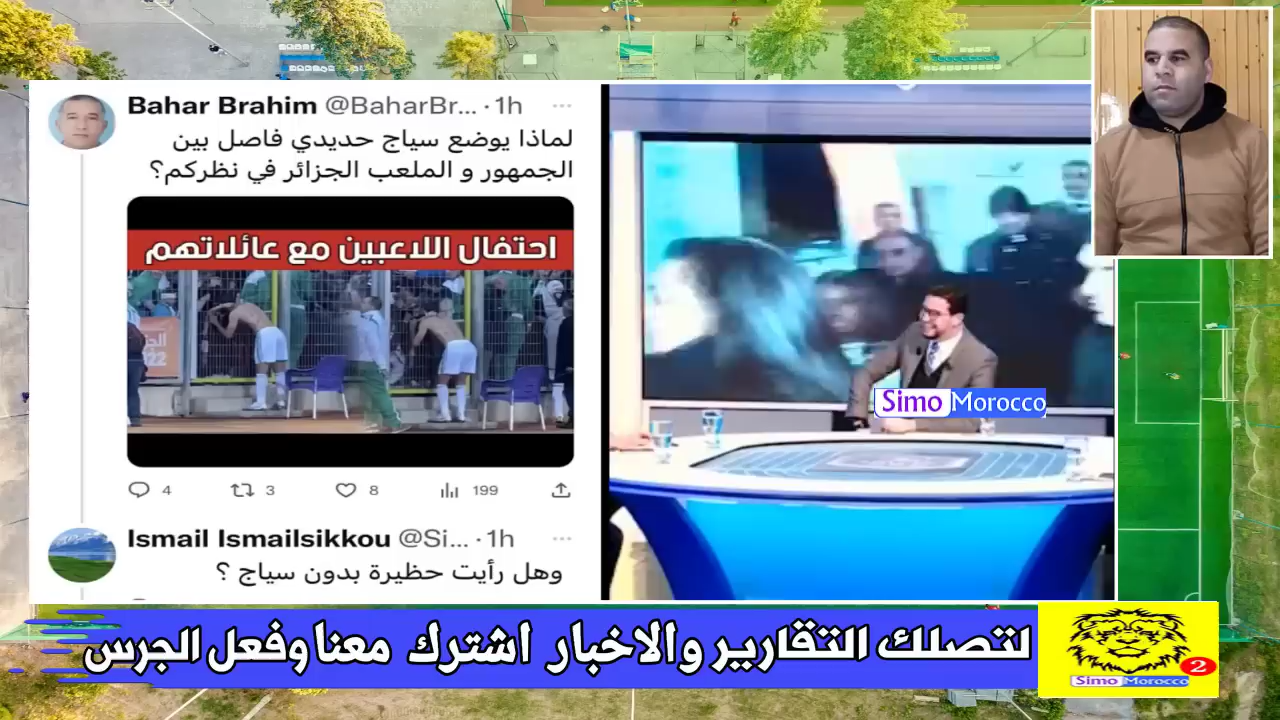 Bahar Brahim @BaharBr... · 1h
لماذا يوضع سياج حديدي فاصل بين
الجمهور و الملعب الجزائر في نظركم؟
احتفال اللاعبين مع عائلاتهم
4 3 8 199
Ismail Ismailsikkou @Si... · 1h
وهل رأيت حظيرة بدون سياج ؟
Simo Morocco
لتصلك التقارير والاخبار اشترك معنا وفعل الجرس
2
Simo Morocco